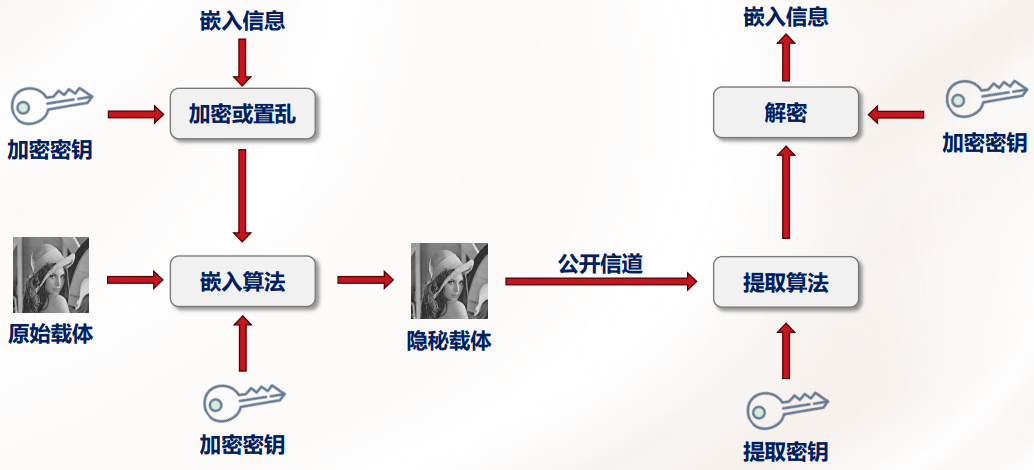 嵌入信息
嵌入信息
加密或置乱
解密
加密密钥
加密密钥
嵌入算法
公开信道
提取算法
原始载体
隐秘载体
加密密钥
提取密钥